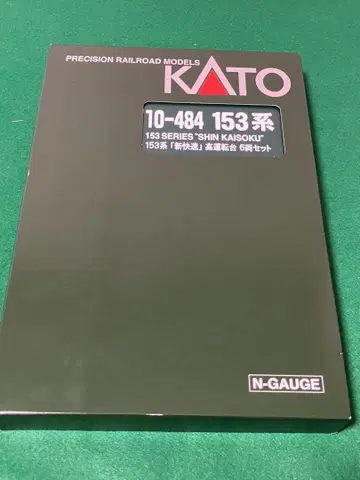 PRECISION RAILROAD MODELS
KATO
10-484 153系
153 SERIES "SHIN KAISOKU"
153系「新快速」高運転台 6両セット
N-GAUGE